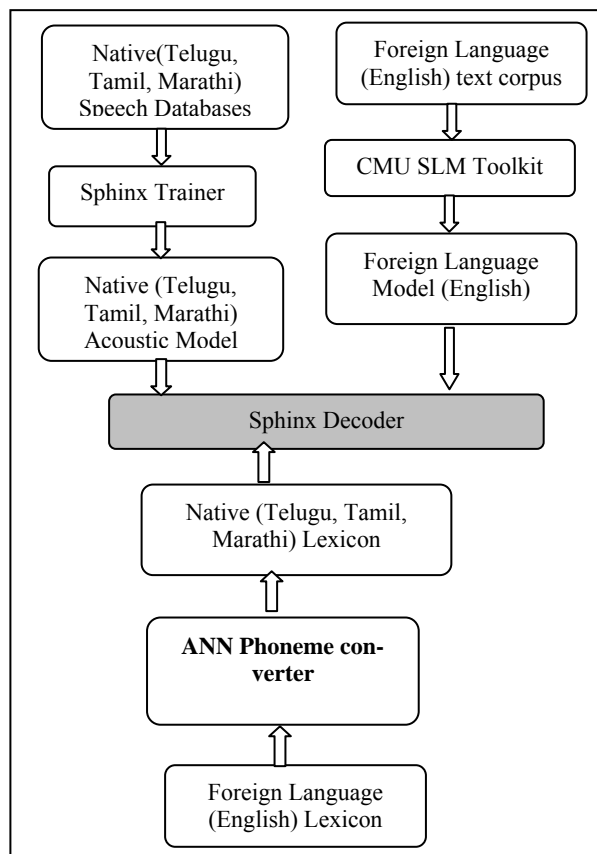 Native(Telugu,
Tamil, Marathi)
Speech Databases
Foreign Language
(English) text corpus
Sphinx Trainer
CMU SLM Toolkit
Native (Telugu,
Tamil, Marathi)
Acoustic Model
Foreign Language
Model (English)
Sphinx Decoder
Native (Telugu, Tamil,
Marathi) Lexicon
ANN Phoneme con-
verter
Foreign Language
(English) Lexicon